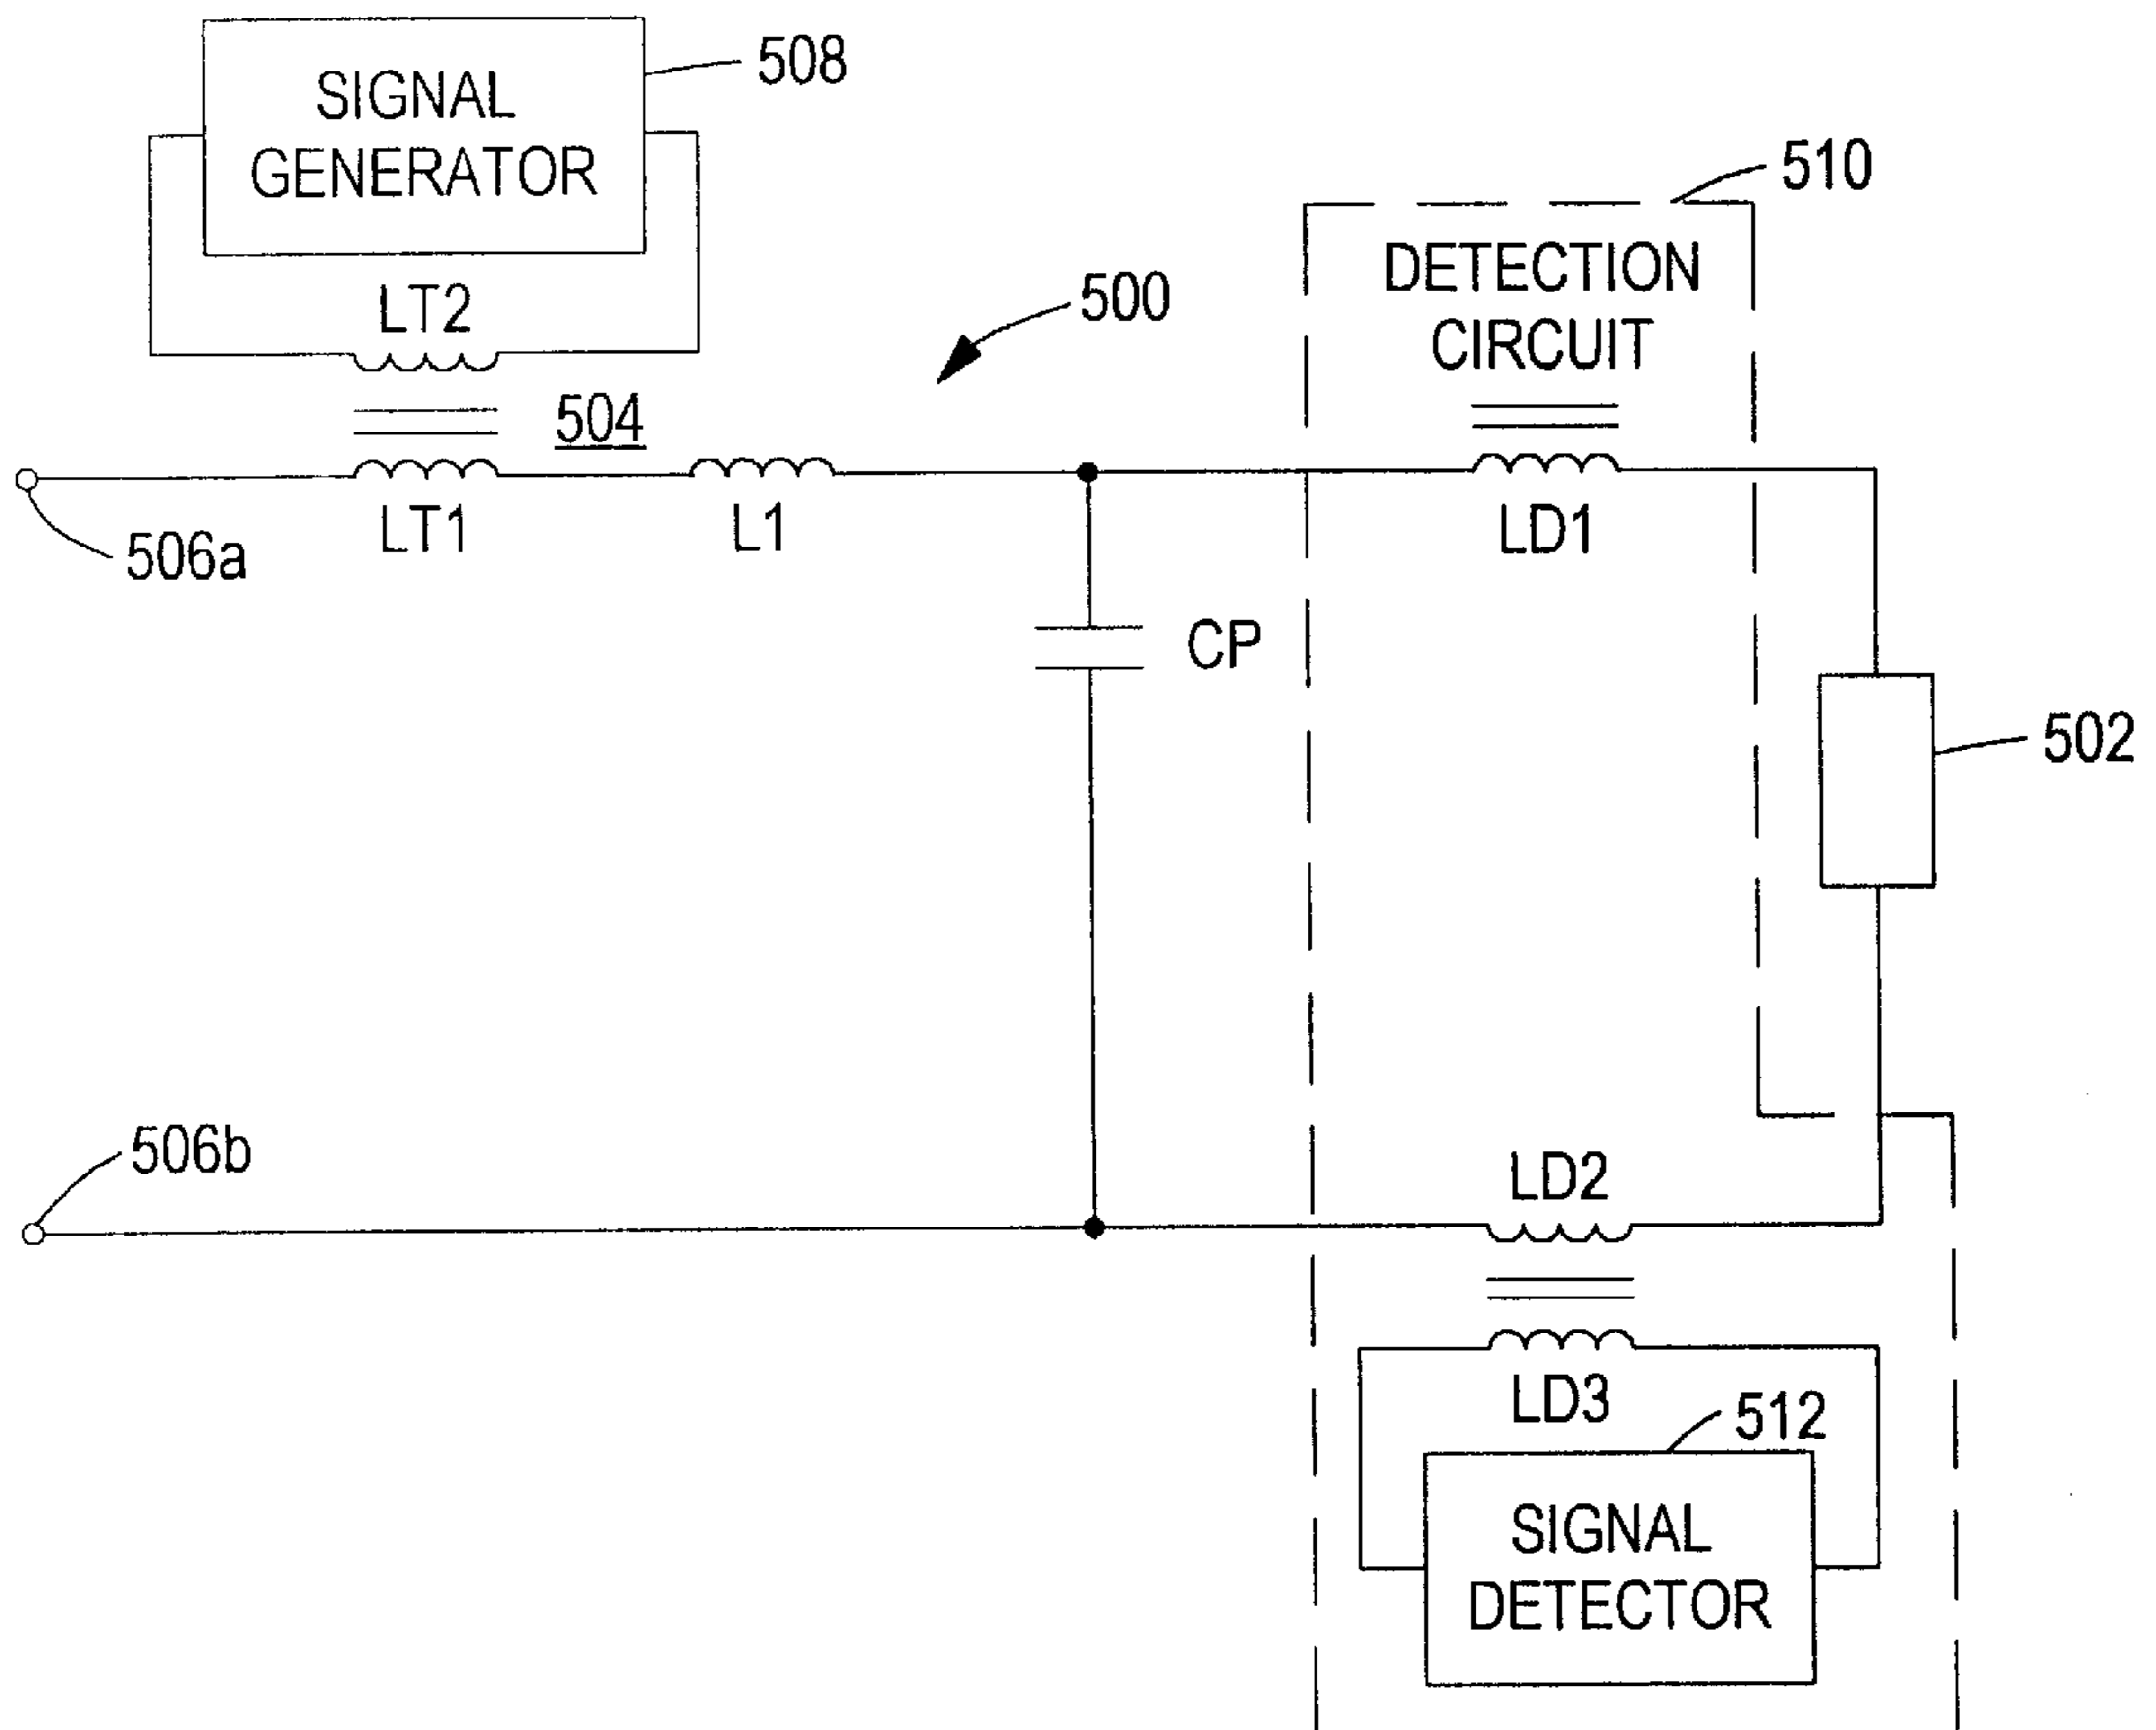 508
SIGNAL
GENERATOR
510
DETECTION
CIRCUIT
LT2
500
504
LT1
L1
LD1
506a
CP
502
506b
LD2
LD3
512
SIGNAL
DETECTOR